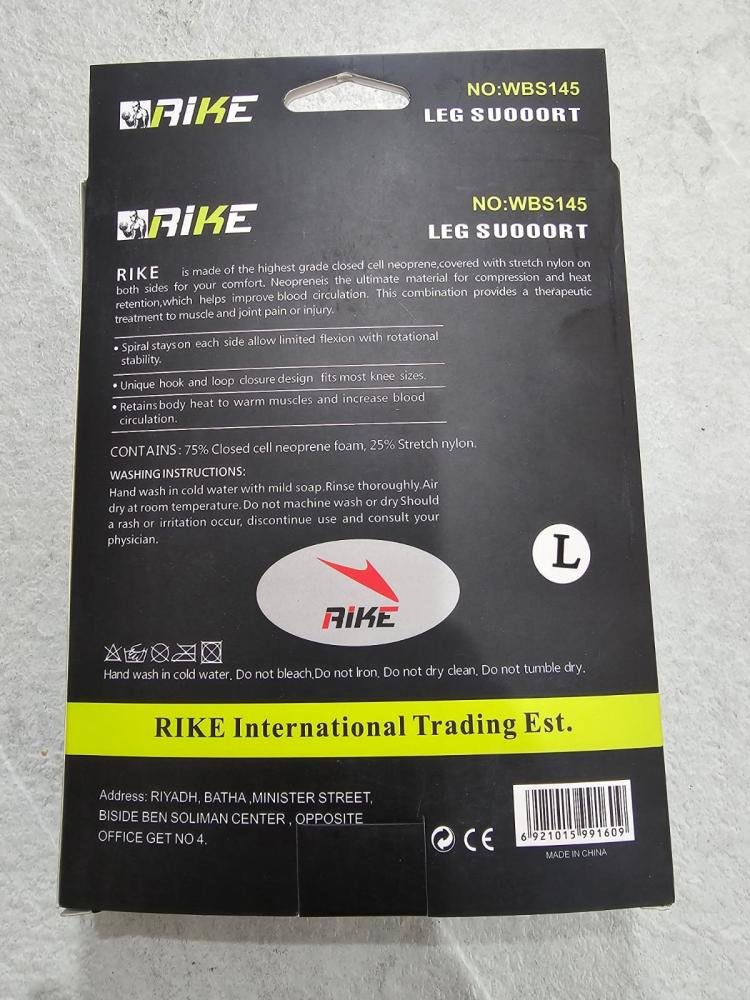 RiKE
NO:WBS145
LEG SUOOORT
RiKE
NO:WBS145
LEG SUOOORT
RIKE is made of the highest grade closed cell neoprene,covered with stretch nylon on
both sides for your comfort. Neopreneis the ultimate material for compression and heat
retention,which helps improve blood circulation. This combination provides a therapeutic
treatment to muscle and joint pain or injury.
• Spiral stays on each side allow limited flexion with rotational
stability.
• Unique hook and loop closure design fits most knee sizes.
• Retains body heat to warm muscles and increase blood
circulation.
CONTAINS: 75% Closed cell neoprene foam, 25% Stretch nylon.
WASHING INSTRUCTIONS:
Hand wash in cold water with mild soap.Rinse thoroughly.Air
dry at room temperature. Do not machine wash or dry Should
a rash or irritation occur, discontinue use and consult your
physician.
L
RiKE
Hand wash in cold water. Do not bleach,Do not Iron. Do not dry clean, Do not tumble dry.
RIKE International Trading Est.
Address: RIYADH, BATHA ,MINISTER STREET,
BISIDE BEN SOLIMAN CENTER , OPPOSITE
OFFICE GET NO 4.
CE
6 921015 991609
MADE IN CHINA